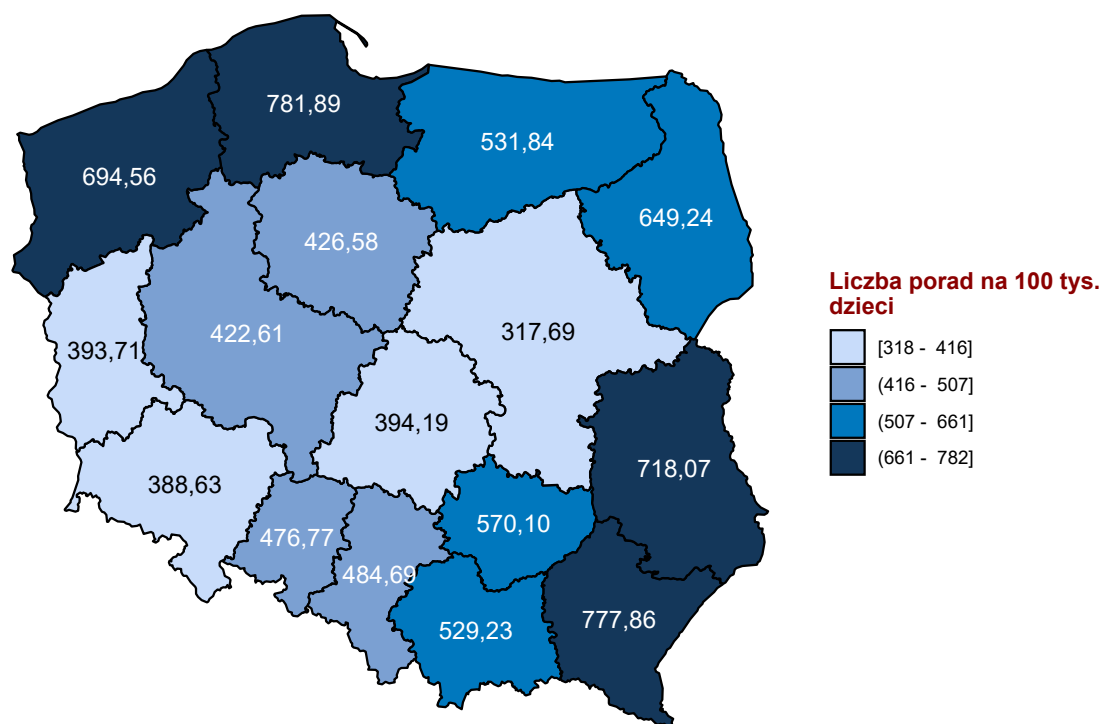 781,89
531,84
694,56
649,24
426,58
422,61
317,69
393,71
394,19
718,07
388,63
570,10
476,77
484,69
777,86
529,23
Liczba porad na 100 tys.
dzieci
[318 - 416]
(416 - 507]
(507 - 661]
(661 - 782]